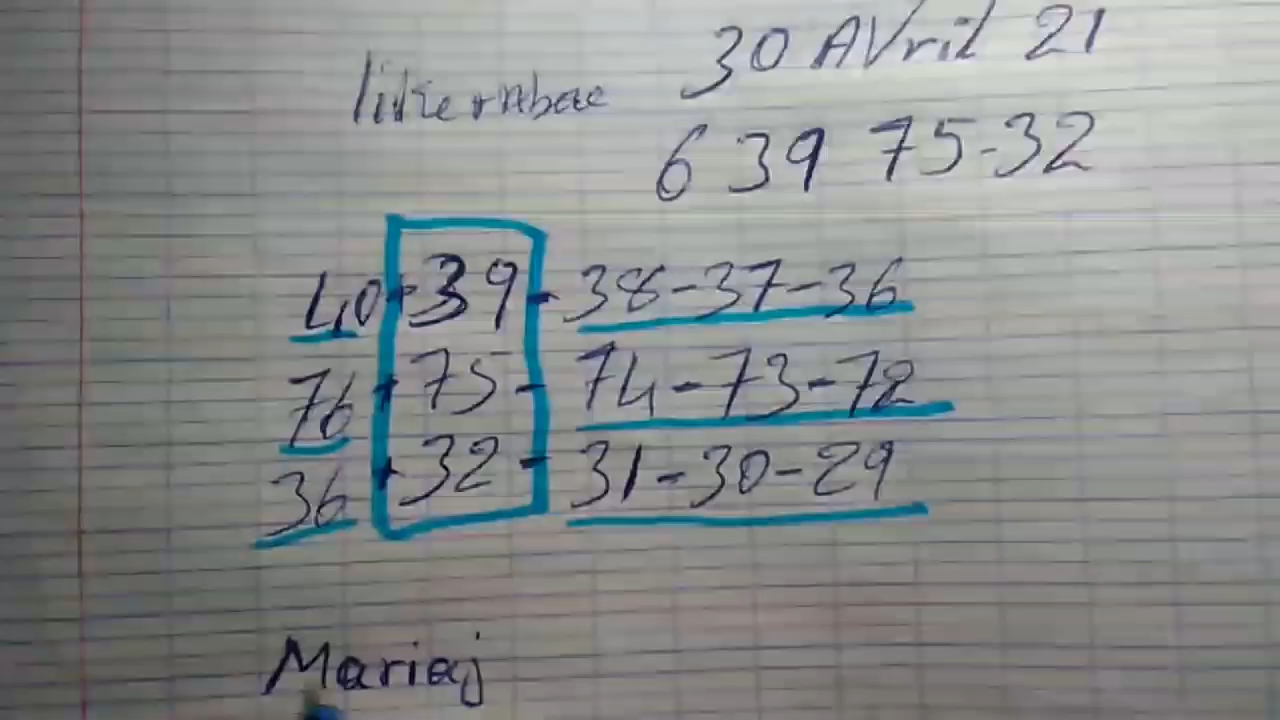 30 Avril 21
6 39 75-32
40+39-38-37-36
76+75-74-73-72
36+32-31-30-29
Mariaj